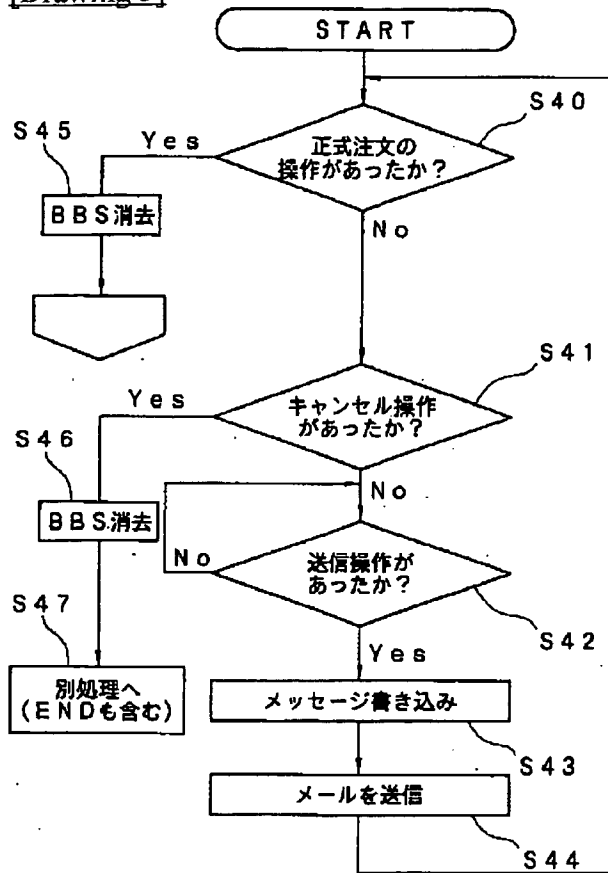 START
S40
正式注文の
操作があったか？
Yes
S45
BBS消去
No
S41
キャンセル操作
があったか？
Yes
S46
BBS消去
No
送信操作が
あったか？
No
S42
S47
別処理へ
(ENDも含む)
Yes
メッセージ書き込み
S43
メールを送信
S44